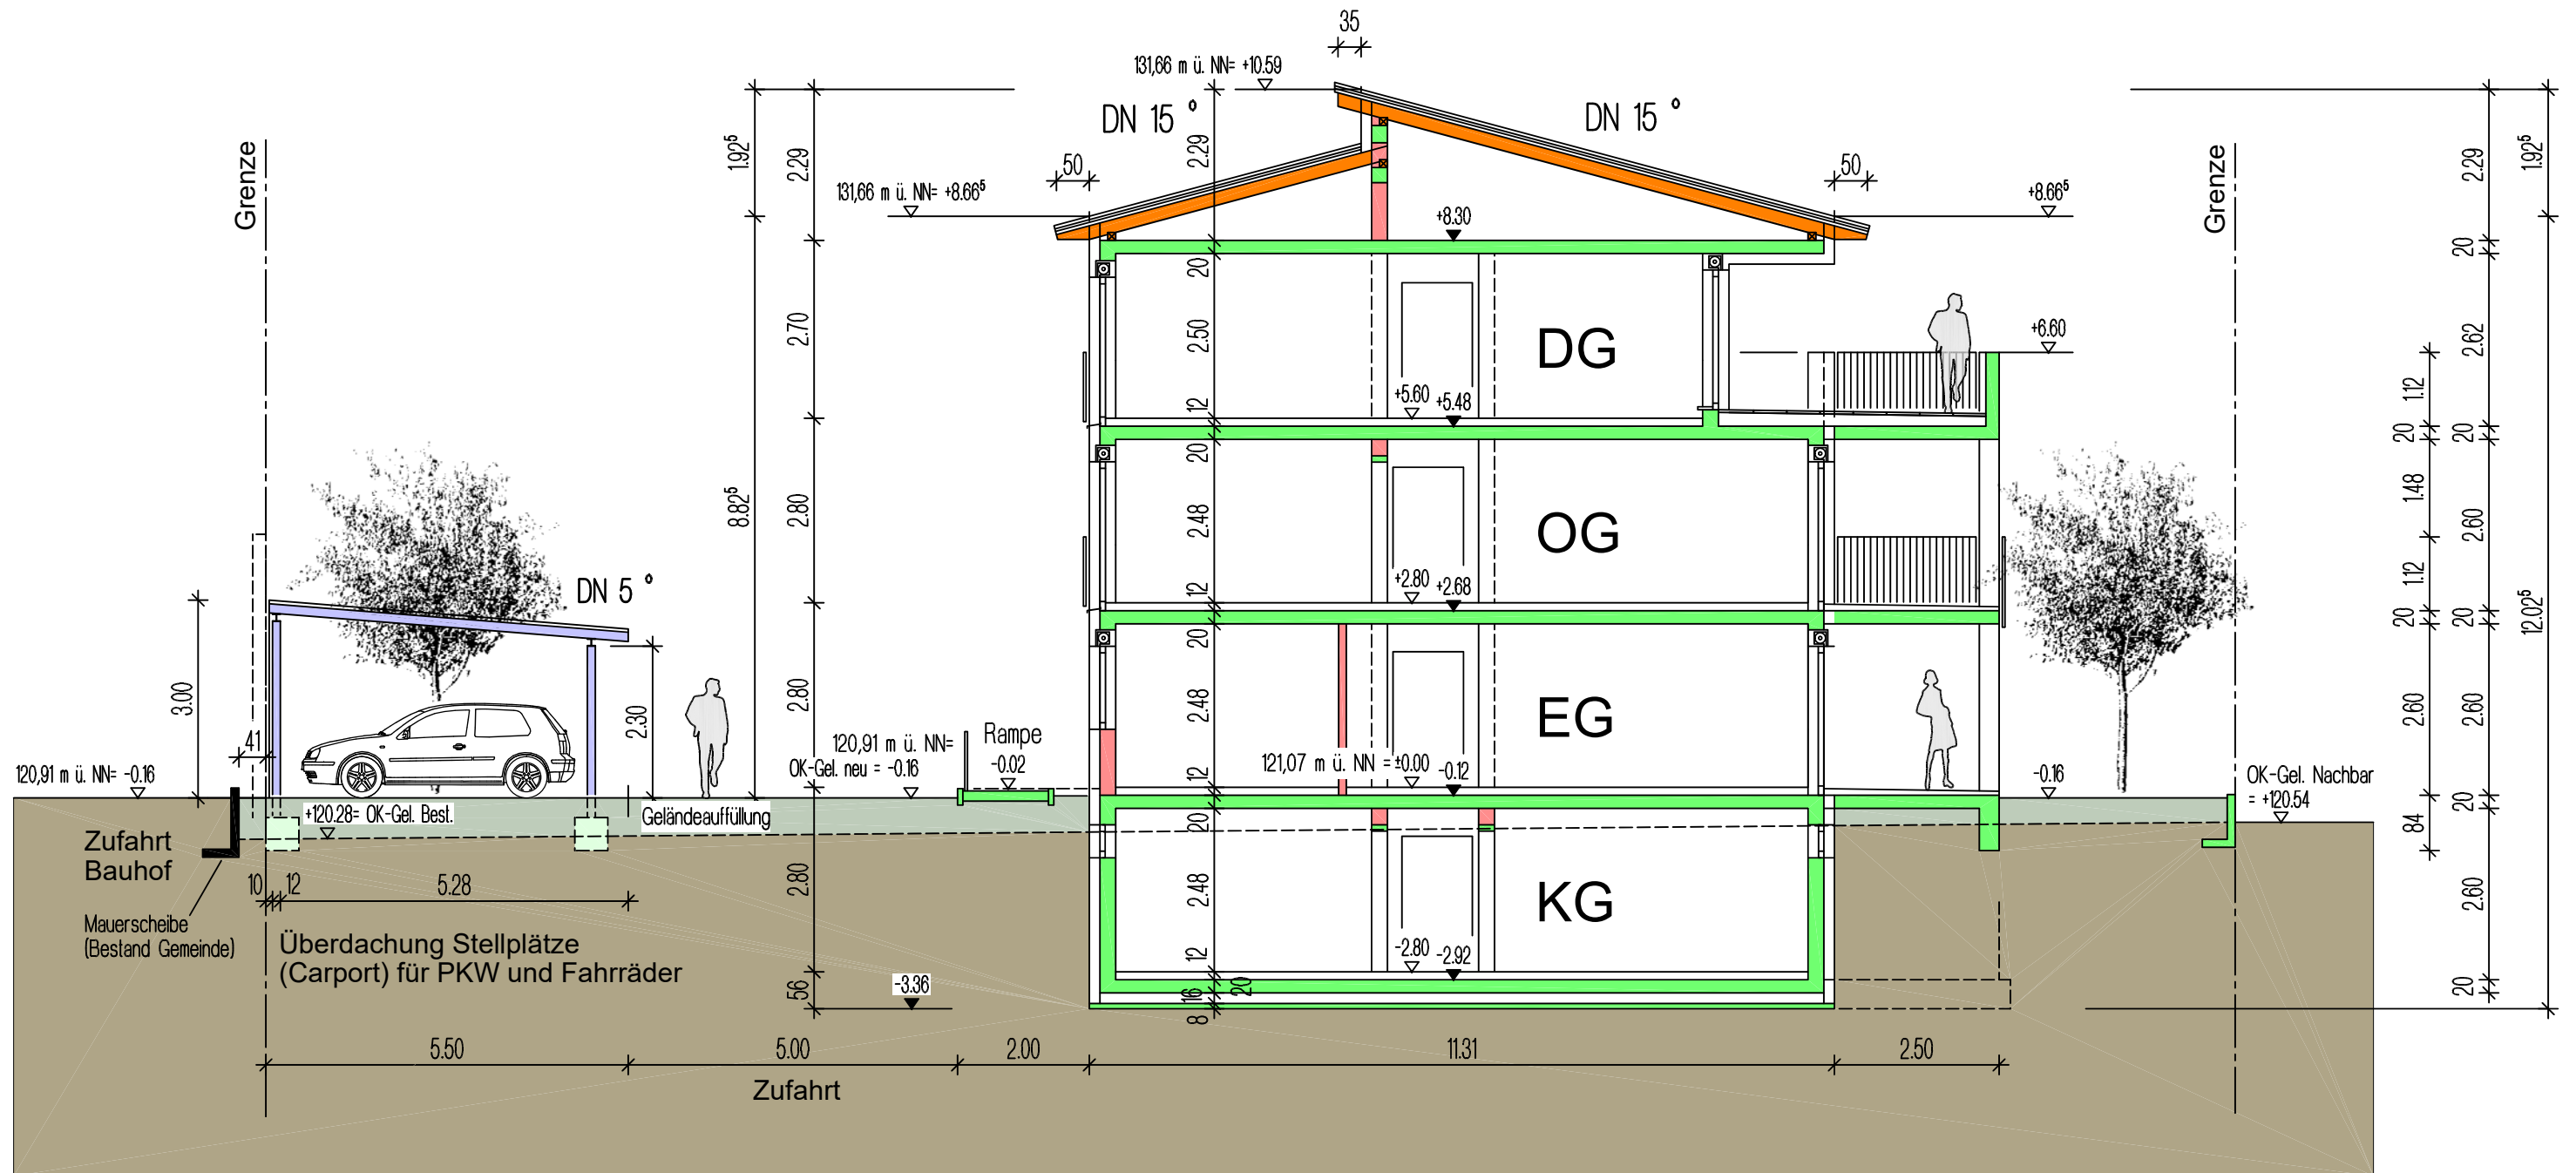 35
131,66 m ü. NN= +10.59
DN 15 °
DN 15 °
Grenze
1.92⁵
2.29
2.29
50
50
Grenze
2.29
1.92⁵
131,66 m ü. NN= +8.66⁵
+8.66⁵
+8.30
20
20
2.70
2.50
DG
+6.60
2.62
1.12
+5.60
+5.48
12
20
20
20
8.82⁵
2.80
2.48
OG
1.48
2.60
DN 5 °
1.12
+2.80
+2.68
12
20
20
20
12.02⁵
3.00
2.30
2.80
2.48
EG
2.60
2.60
41
Rampe
-0.02
120,91 m ü. NN=
OK-Gel. neu = -0.16
121,07 m ü. NN = ±0.00
-0.12
12
120,91 m ü. NN= -0.16
-0.16
OK-Gel. Nachbar
= +120.54
+120.28= OK-Gel. Best.
Geländeauffüllung
20
20
84
Zufahrt
Bauhof
10
12
5.28
2.80
2.48
KG
2.60
Mauerscheibe
(Bestand Gemeinde)
Überdachung Stellplätze
(Carport) für PKW und Fahrräder
-2.80
-2.92
12
-3.36
56
16
20
8
20
5.50
5.00
2.00
11.31
2.50
Zufahrt